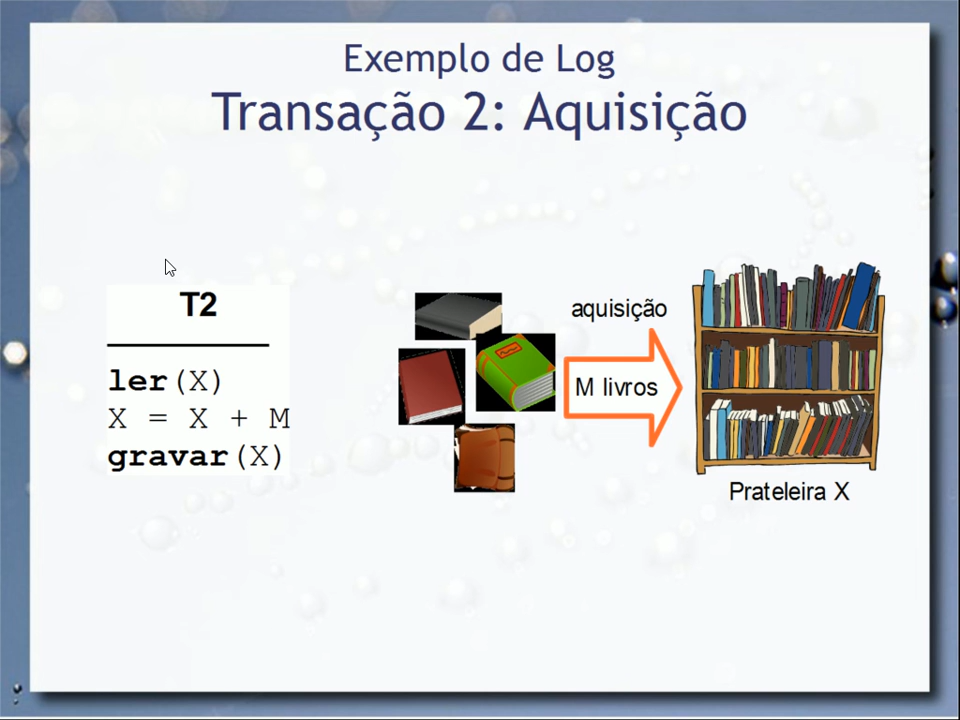 Exemplo de Log
Transação 2: Aquisição
T2
ler(X)
X = X + M
gravar(X)
aquisição
M livros
Prateleira X